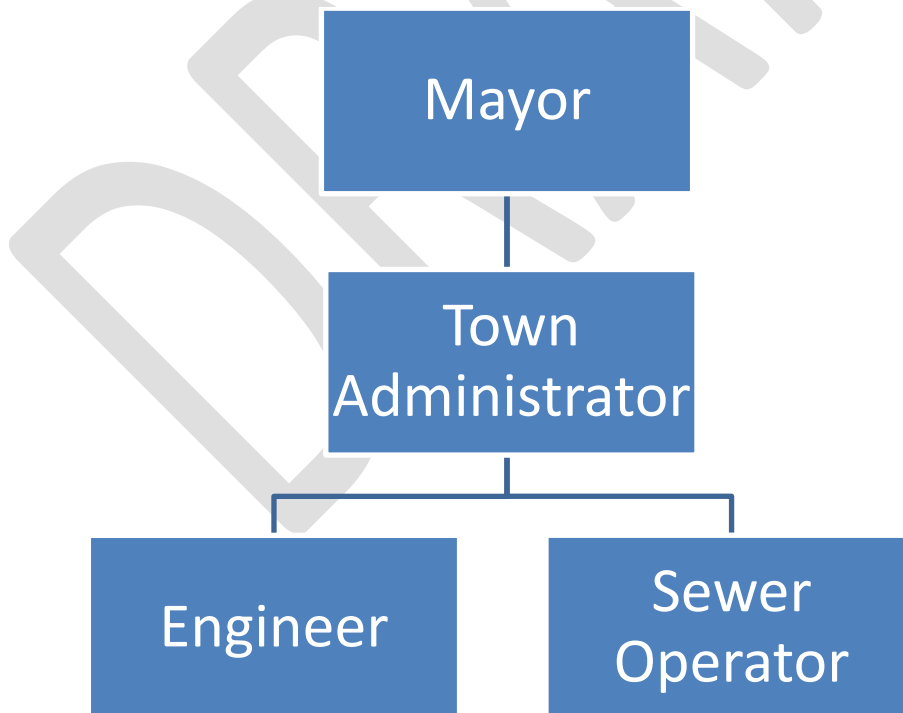 Mayor
Town
Administrator
Engineer
Sewer
Operator